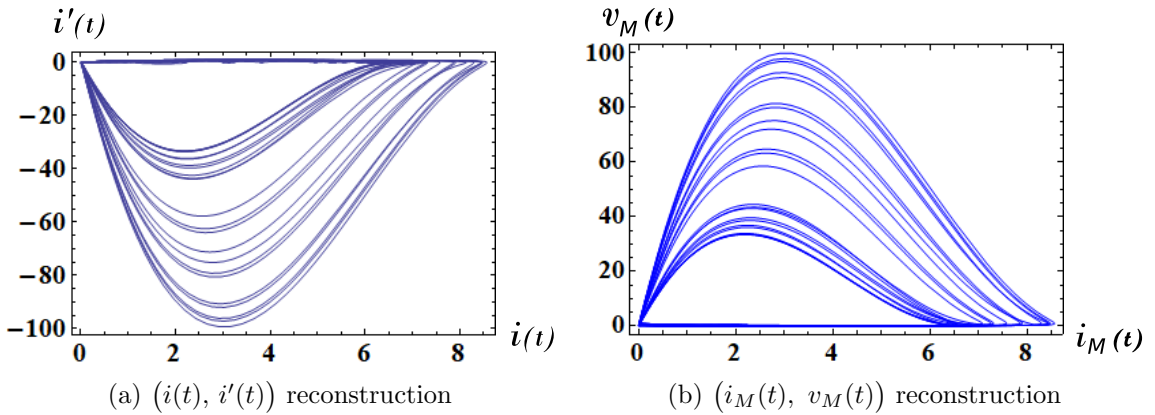 i′(t)
0
−20
−40
−60
−80
−100
0 2 4 6 8
i(t)
(a) (i(t), i′(t)) reconstruction
v_M(t)
100
80
60
40
20
0
0 2 4 6 8
i_M(t)
(b) (i_M(t), v_M(t)) reconstruction